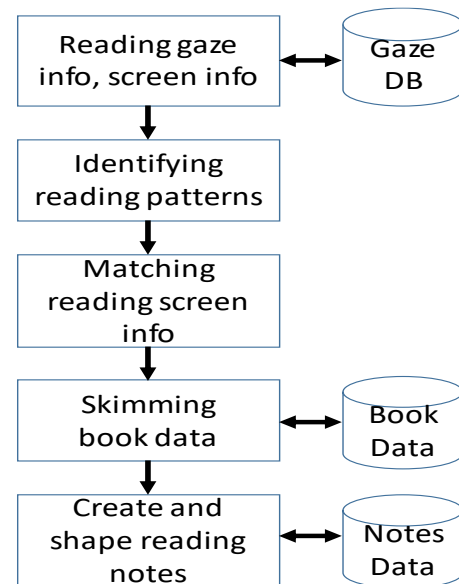 Reading gaze
info, screen info
Gaze
DB
Identifying
reading patterns
Matching
reading screen
info
Skimming
book data
Book
Data
Create and
shape reading
notes
Notes
Data